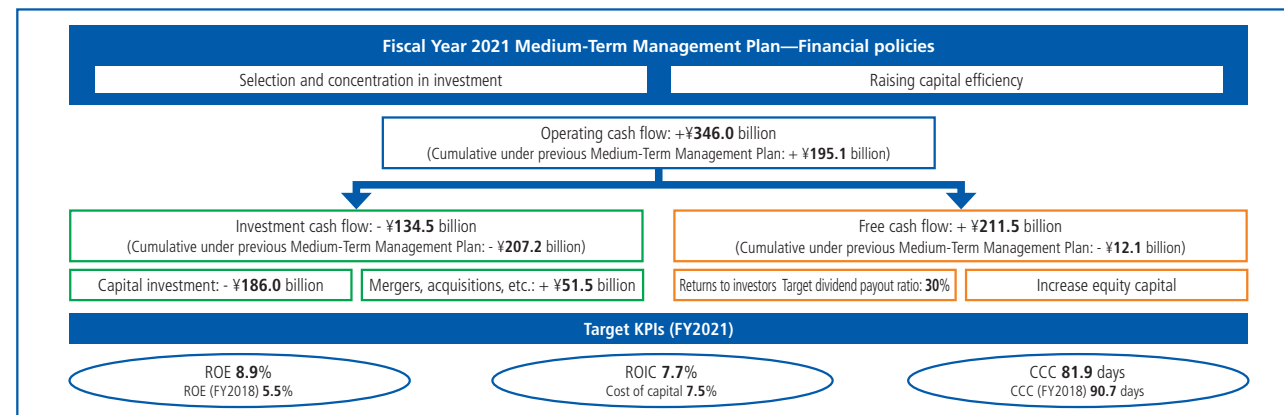 Fiscal Year 2021 Medium-Term Management Plan—Financial policies
Selection and concentration in investment
Raising capital efficiency
Operating cash flow: +¥346.0 billion
(Cumulative under previous Medium-Term Management Plan: + ¥195.1 billion)
Investment cash flow: - ¥134.5 billion
(Cumulative under previous Medium-Term Management Plan: - ¥207.2 billion)
Free cash flow: + ¥211.5 billion
(Cumulative under previous Medium-Term Management Plan: - ¥12.1 billion)
Capital investment: - ¥186.0 billion
Mergers, acquisitions, etc.: + ¥51.5 billion
Returns to investors Target dividend payout ratio: 30%
Increase equity capital
Target KPIs (FY2021)
ROE 8.9%
ROE (FY2018) 5.5%
ROIC 7.7%
Cost of capital 7.5%
CCC 81.9 days
CCC (FY2018) 90.7 days